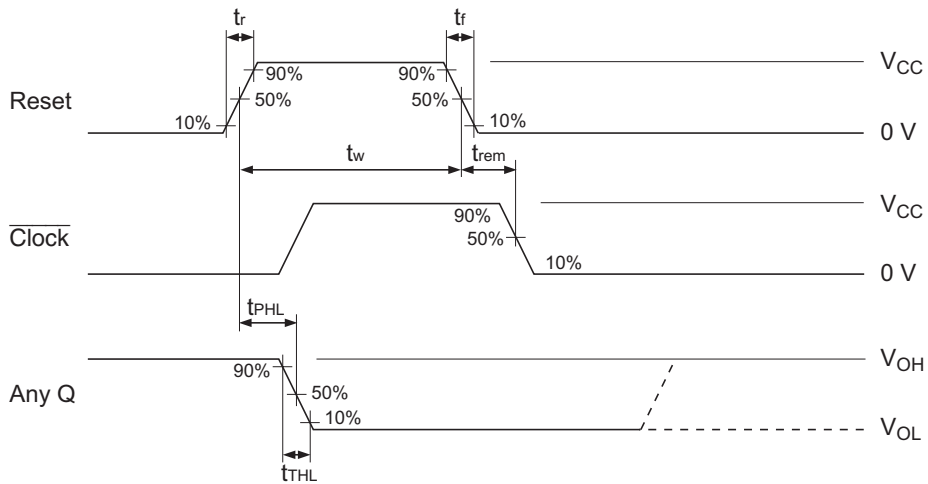 tr
tf
90%
90%
VCC
Reset
50%
50%
10%
10%
0 V
tw
trem
VCC
90%
Clock
50%
10%
0 V
tPHL
VOH
90%
Any Q
50%
10%
VOL
tTHL